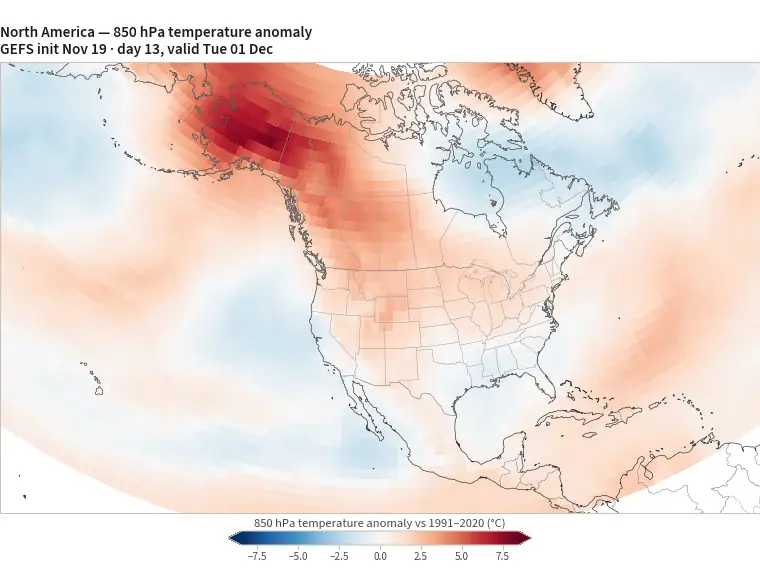 North America — 850 hPa temperature anomaly
GEFS init Nov 19 · day 13, valid Tue 01 Dec
850 hPa temperature anomaly vs 1991–2020 (°C)
−7.5 −5.0 −2.5 0.0 2.5 5.0 7.5